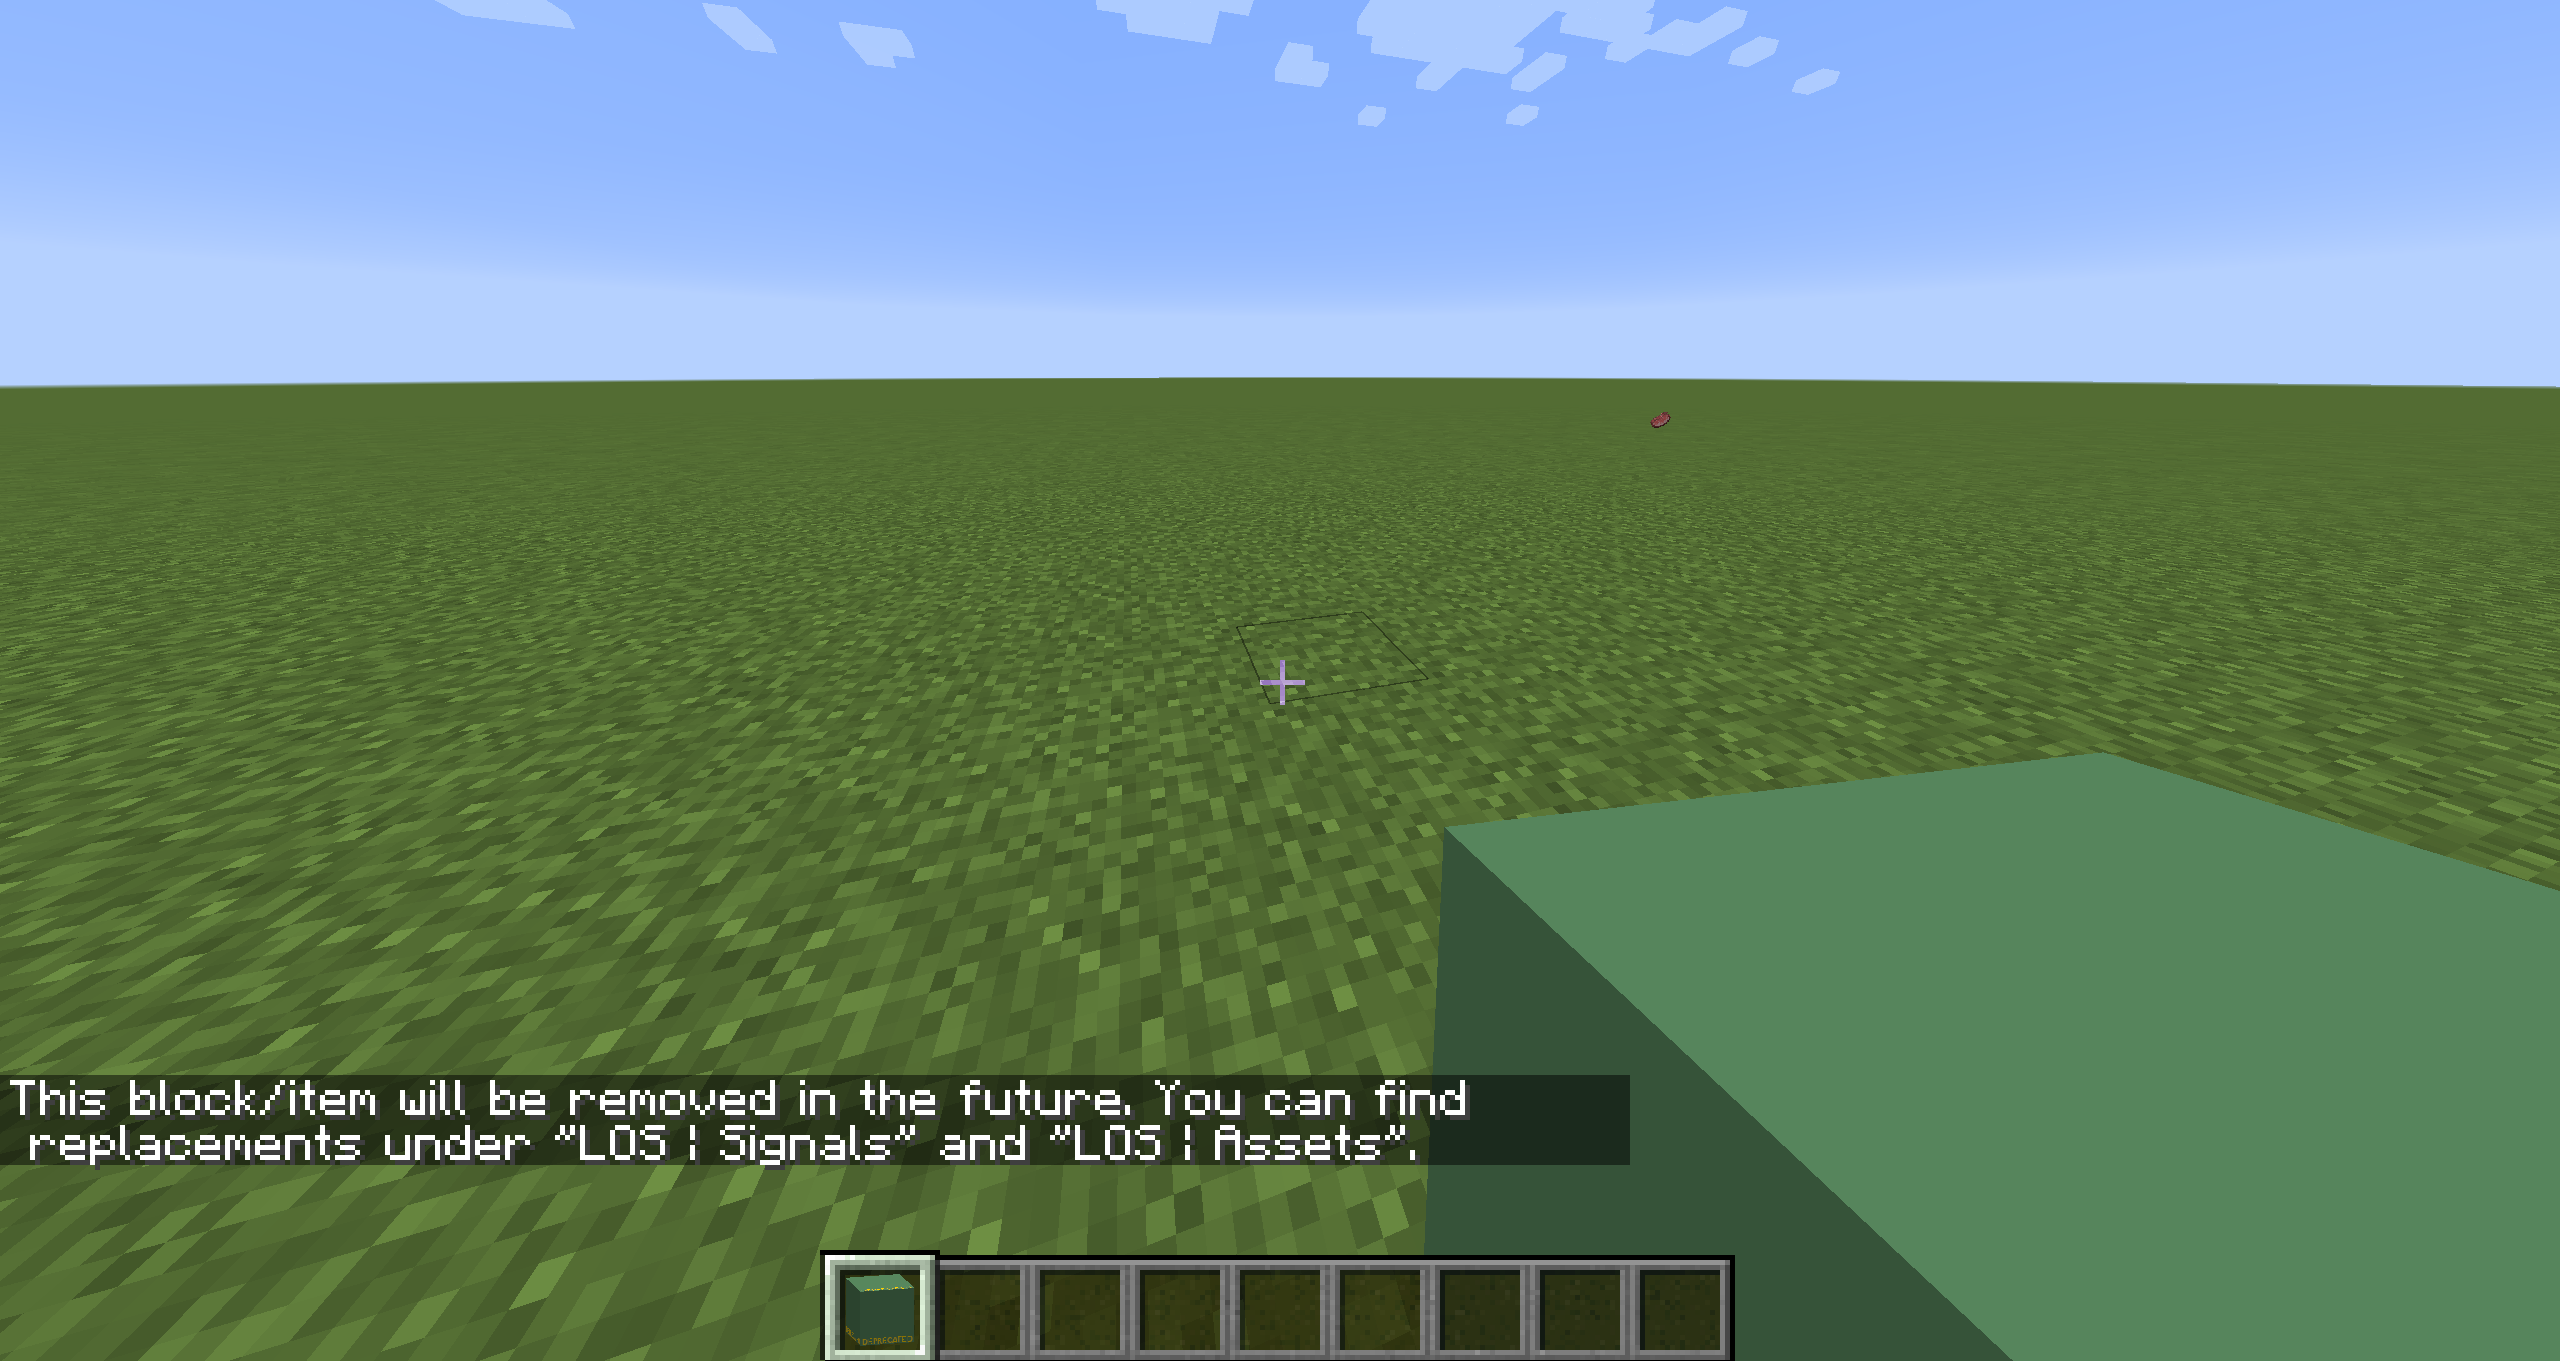 This block/item will be removed in the future. You can find
replacements under "LOS | Signals" and "LOS | Assets".
DEPRECATED